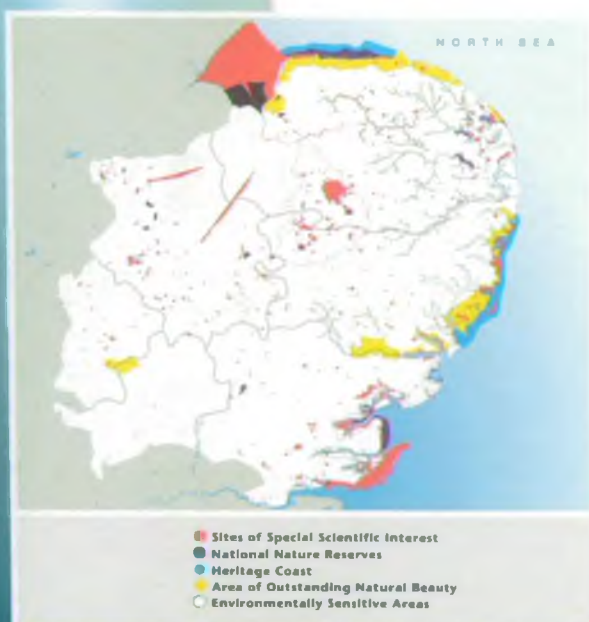 NORTH SEA
Sites of Special Scientific Interest
National Nature Reserves
Heritage Coast
Area of Outstanding Natural Beauty
Environmentally Sensitive Areas